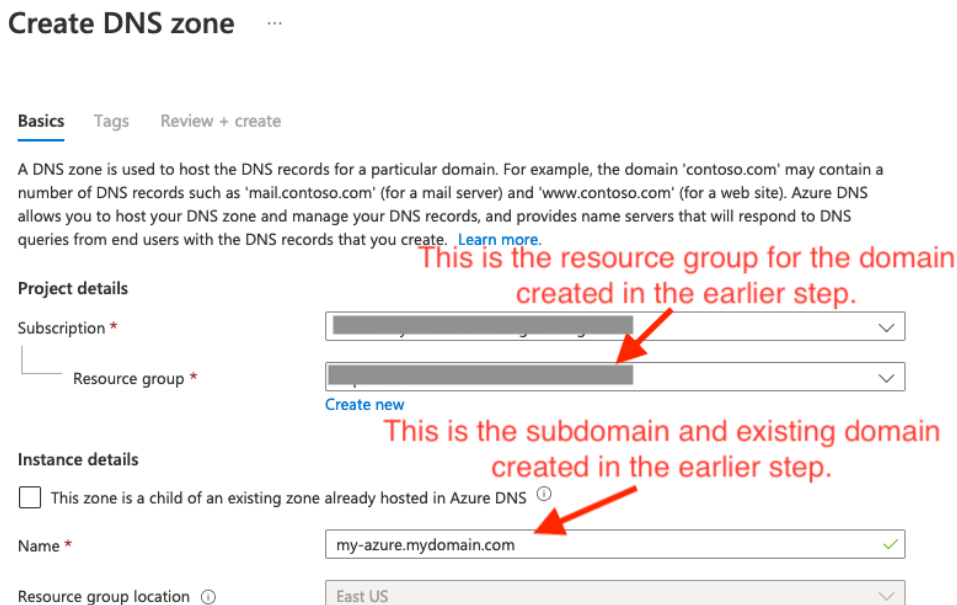 Create DNS zone ...
Basics Tags Review + create
A DNS zone is used to host the DNS records for a particular domain. For example, the domain 'contoso.com' may contain a
number of DNS records such as 'mail.contoso.com' (for a mail server) and 'www.contoso.com' (for a web site). Azure DNS
allows you to host your DNS zone and manage your DNS records, and provides name servers that will respond to DNS
queries from end users with the DNS records that you create. Learn more.
This is the resource group for the domain
created in the earlier step.
Project details
Subscription *
Resource group *
Create new
This is the subdomain and existing domain
created in the earlier step.
Instance details
This zone is a child of an existing zone already hosted in Azure DNS
Name *
my-azure.mydomain.com
Resource group location
East US